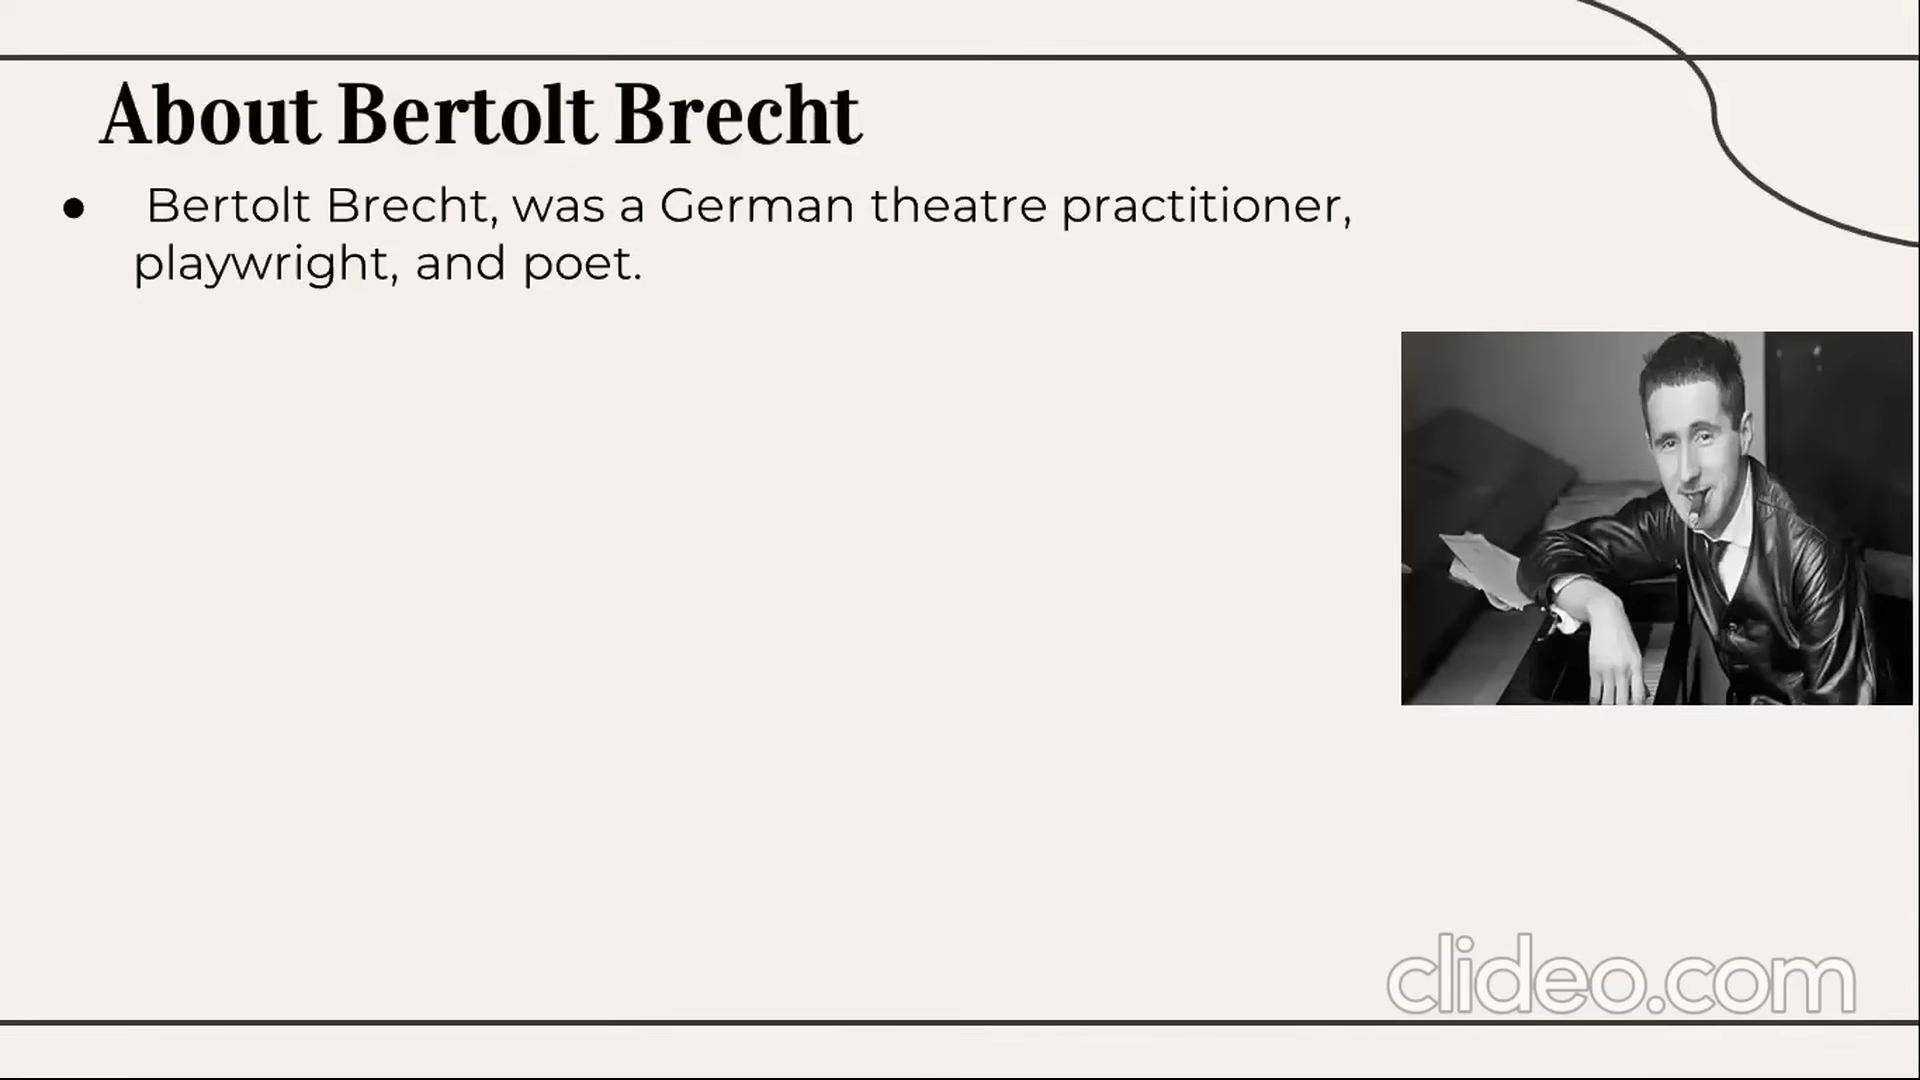 About Bertolt Brecht
● Bertolt Brecht, was a German theatre practitioner,
playwright, and poet.
clideo.com